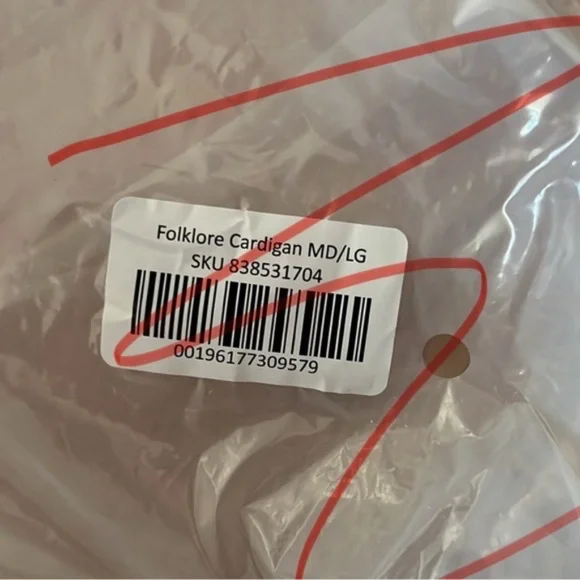 Folklore Cardigan MD/LG
SKU 838531704
00196177309579